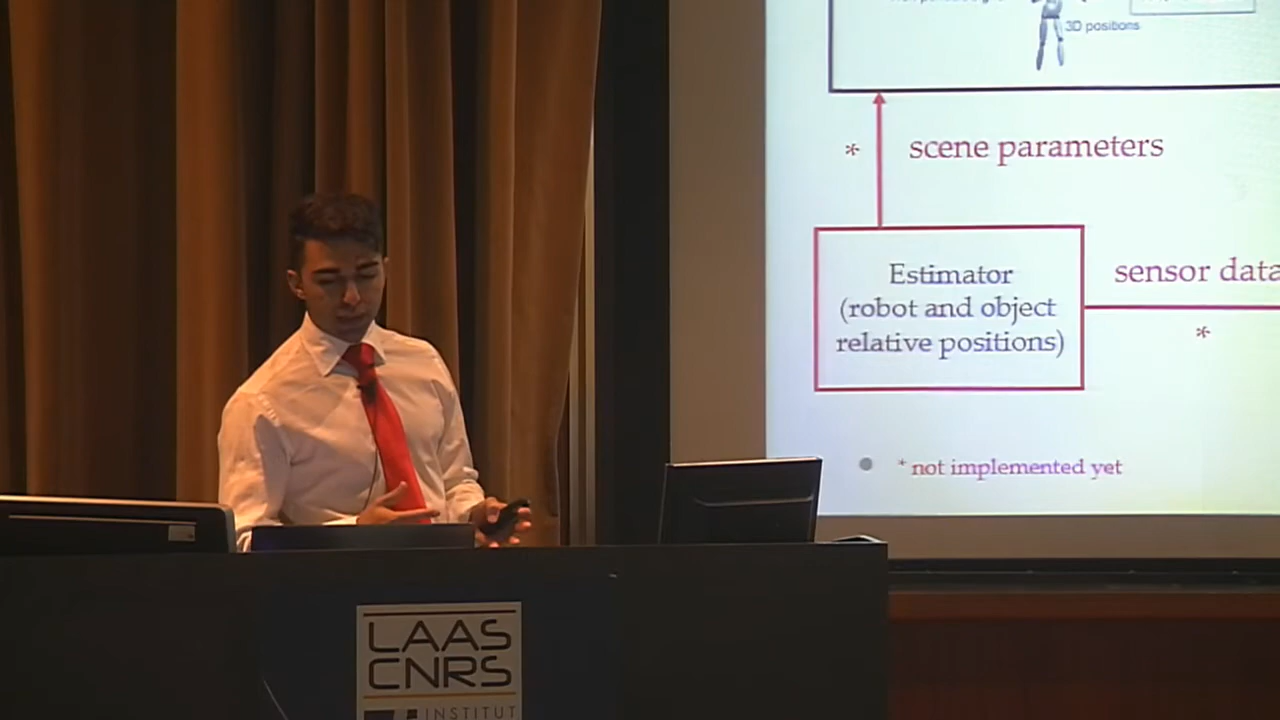 3D positions
* scene parameters
Estimator
(robot and object
relative positions)
sensor data
*
* not implemented yet
LAAS
CNRS
INSTITUT